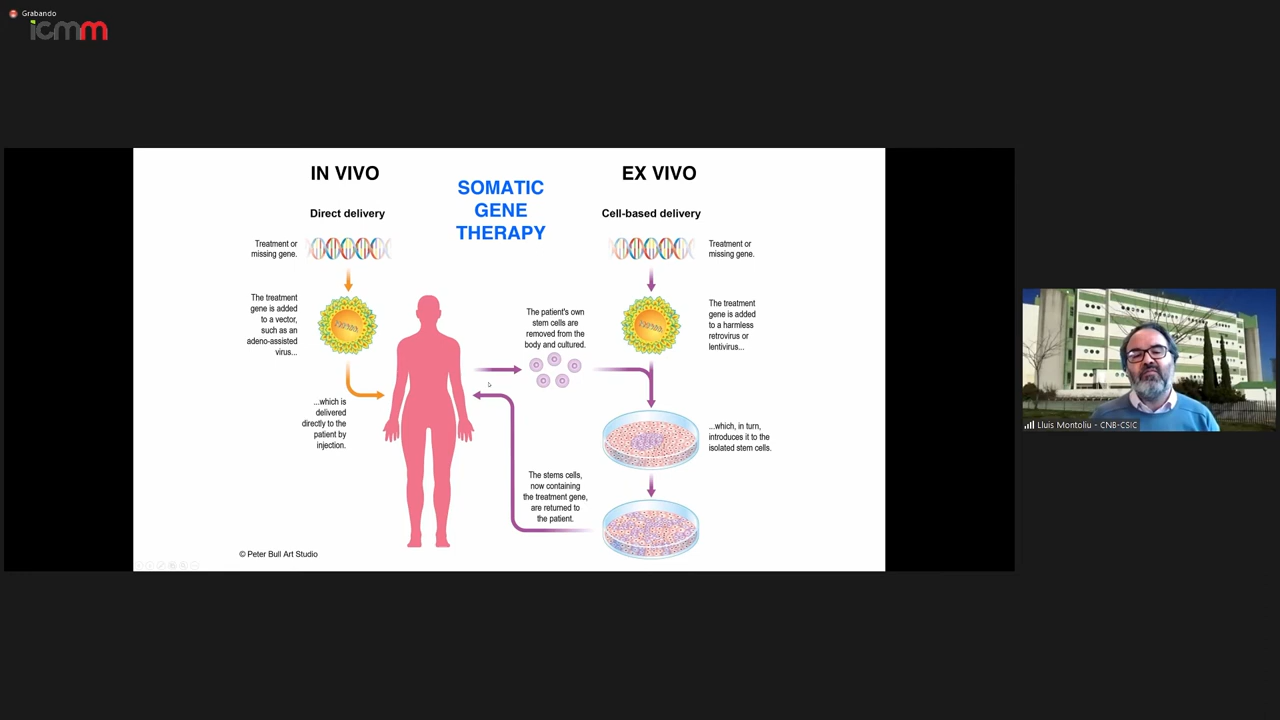 Grabando
icmm
IN VIVO
Direct delivery
Treatment or
missing gene.
The treatment
gene is added
to a vector,
such as an
adeno-assisted
virus...
...which is
delivered
directly to the
patient by
injection.
© Peter Bull Art Studio
SOMATIC
GENE
THERAPY
The patient's own
stem cells are
removed from the
body and cultured.
The stems cells,
now containing
the treatment gene,
are returned to
the patient.
EX VIVO
Cell-based delivery
Treatment or
missing gene.
The treatment
gene is added
to a harmless
retrovirus or
lentivirus...
...which, in turn,
introduces it to the
isolated stem cells.
Lluis Montoliu - CNB-CSIC